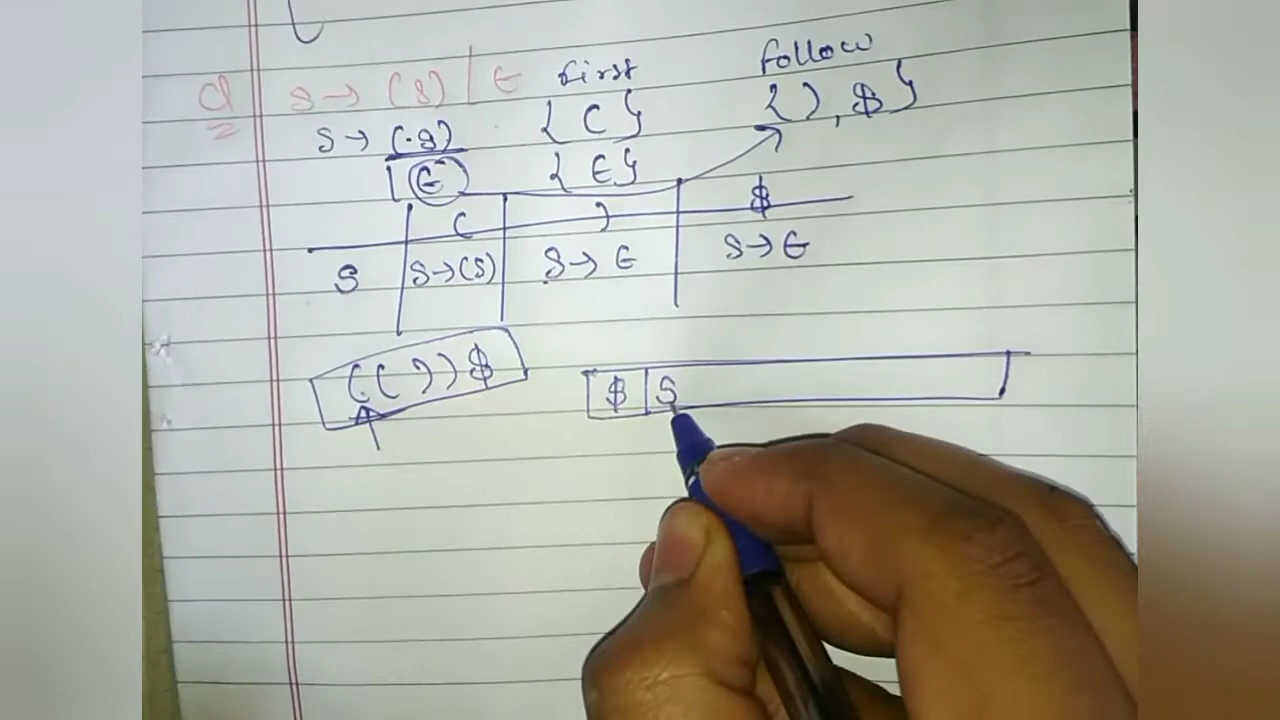 Q S → (S) | ε first follow
S → (·S) { ( } { ), $ }
| ε { ε }
( ) $
S S→(S) S→ ε S→ ε
(())$ $ S